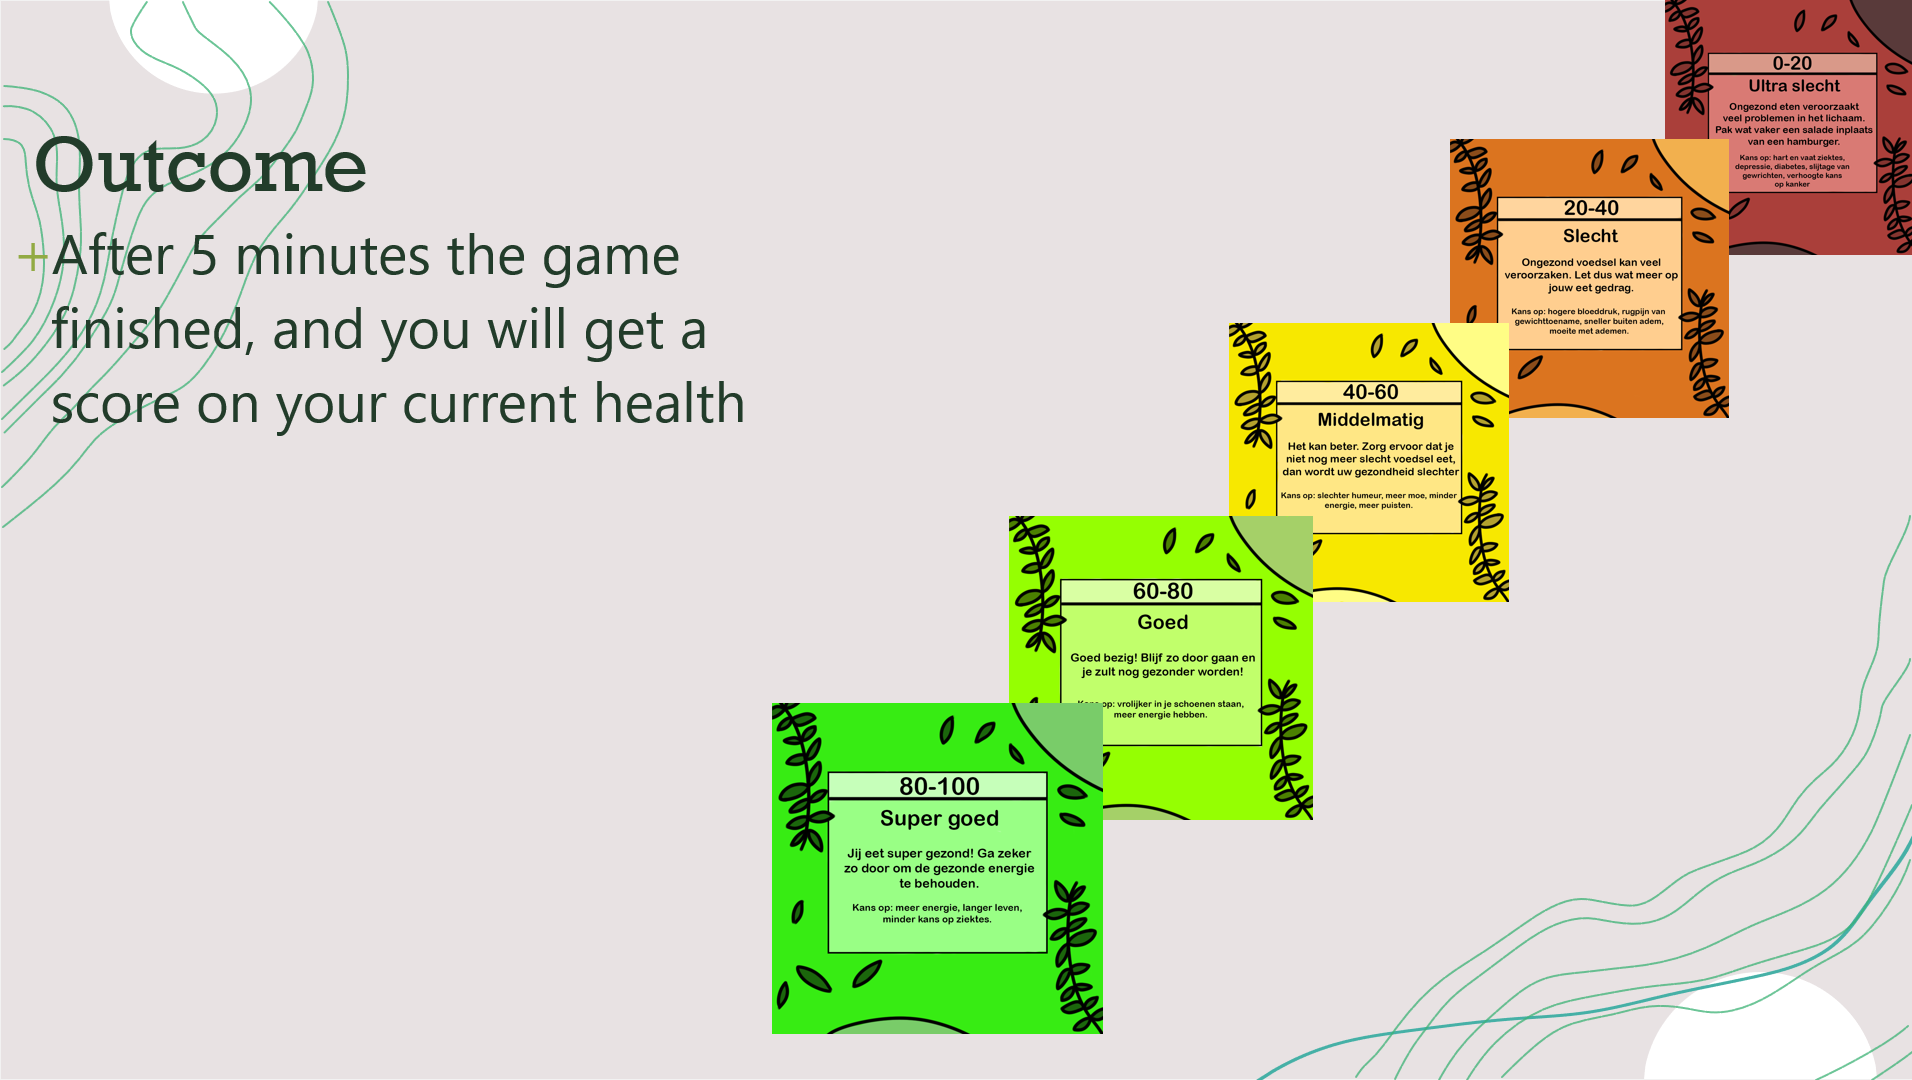 Outcome
+After 5 minutes the game
finished, and you will get a
score on your current health
0-20
Ultra slecht
Ongezond eten veroorzaakt
veel problemen in het lichaam.
Pak wat vaker een salade inplaats
van een hamburger.
Kans op: hart en vaat ziektes,
depressie, diabetes, slijtage van
gewrichten, verhoogte kans
op kanker
20-40
Slecht
Ongezond voedsel kan veel
veroorzaken. Let dus wat meer op
jouw eet gedrag.
Kans op: hogere bloeddruk, rugpijn van
gewichttoename, sneller buiten adem,
moeite met ademen.
40-60
Middelmatig
Het kan beter. Zorg ervoor dat je
niet nog meer slecht voedsel eet,
dan wordt uw gezondheid slechter
Kans op: slechter humeur, meer moe, minder
energie, meer puisten.
60-80
Goed
Goed bezig! Blijf zo door gaan en
je zult nog gezonder worden!
Kans op: vrolijker in je schoenen staan,
meer energie hebben.
80-100
Super goed
Jij eet super gezond! Ga zeker
zo door om de gezonde energie
te behouden.
Kans op: meer energie, langer leven,
minder kans op ziektes.